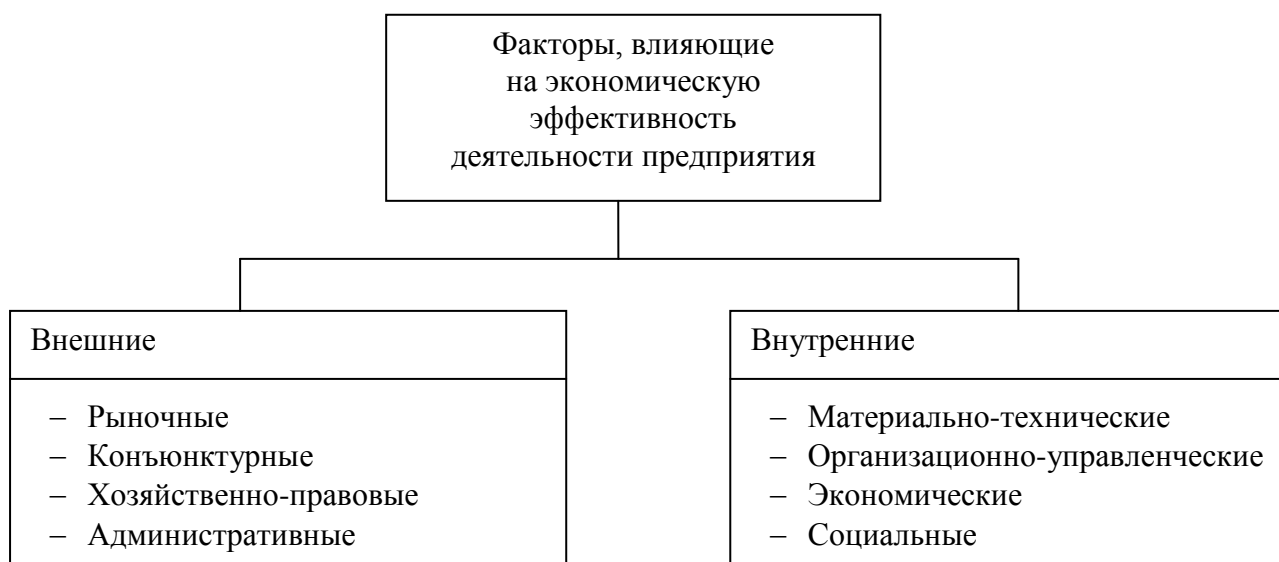 Факторы, влияющие
на экономическую
эффективность
деятельности предприятия
Внешние
– Рыночные
– Конъюнктурные
– Хозяйственно-правовые
– Административные
Внутренние
– Материально-технические
– Организационно-управленческие
– Экономические
– Социальные